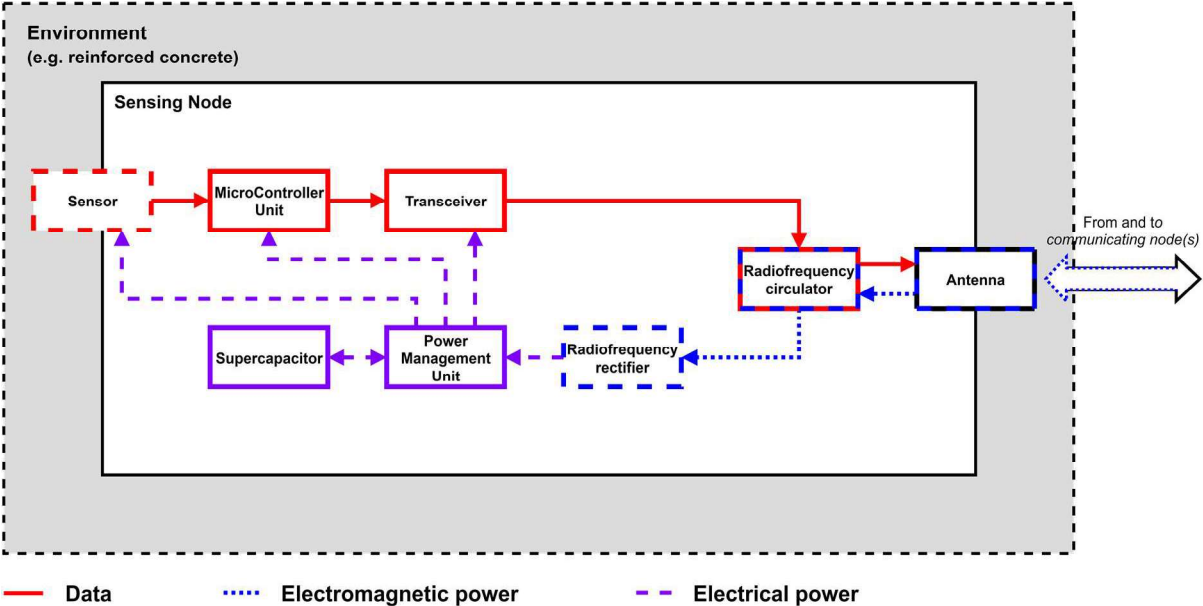 Environment
(e.g. reinforced concrete)
Sensing Node
Sensor
MicroController
Unit
Transceiver
From and to
communicating node(s)
Radiofrequency
circulator
Antenna
Supercapacitor
Power
Management
Unit
Radiofrequency
rectifier
Data
Electromagnetic power
Electrical power